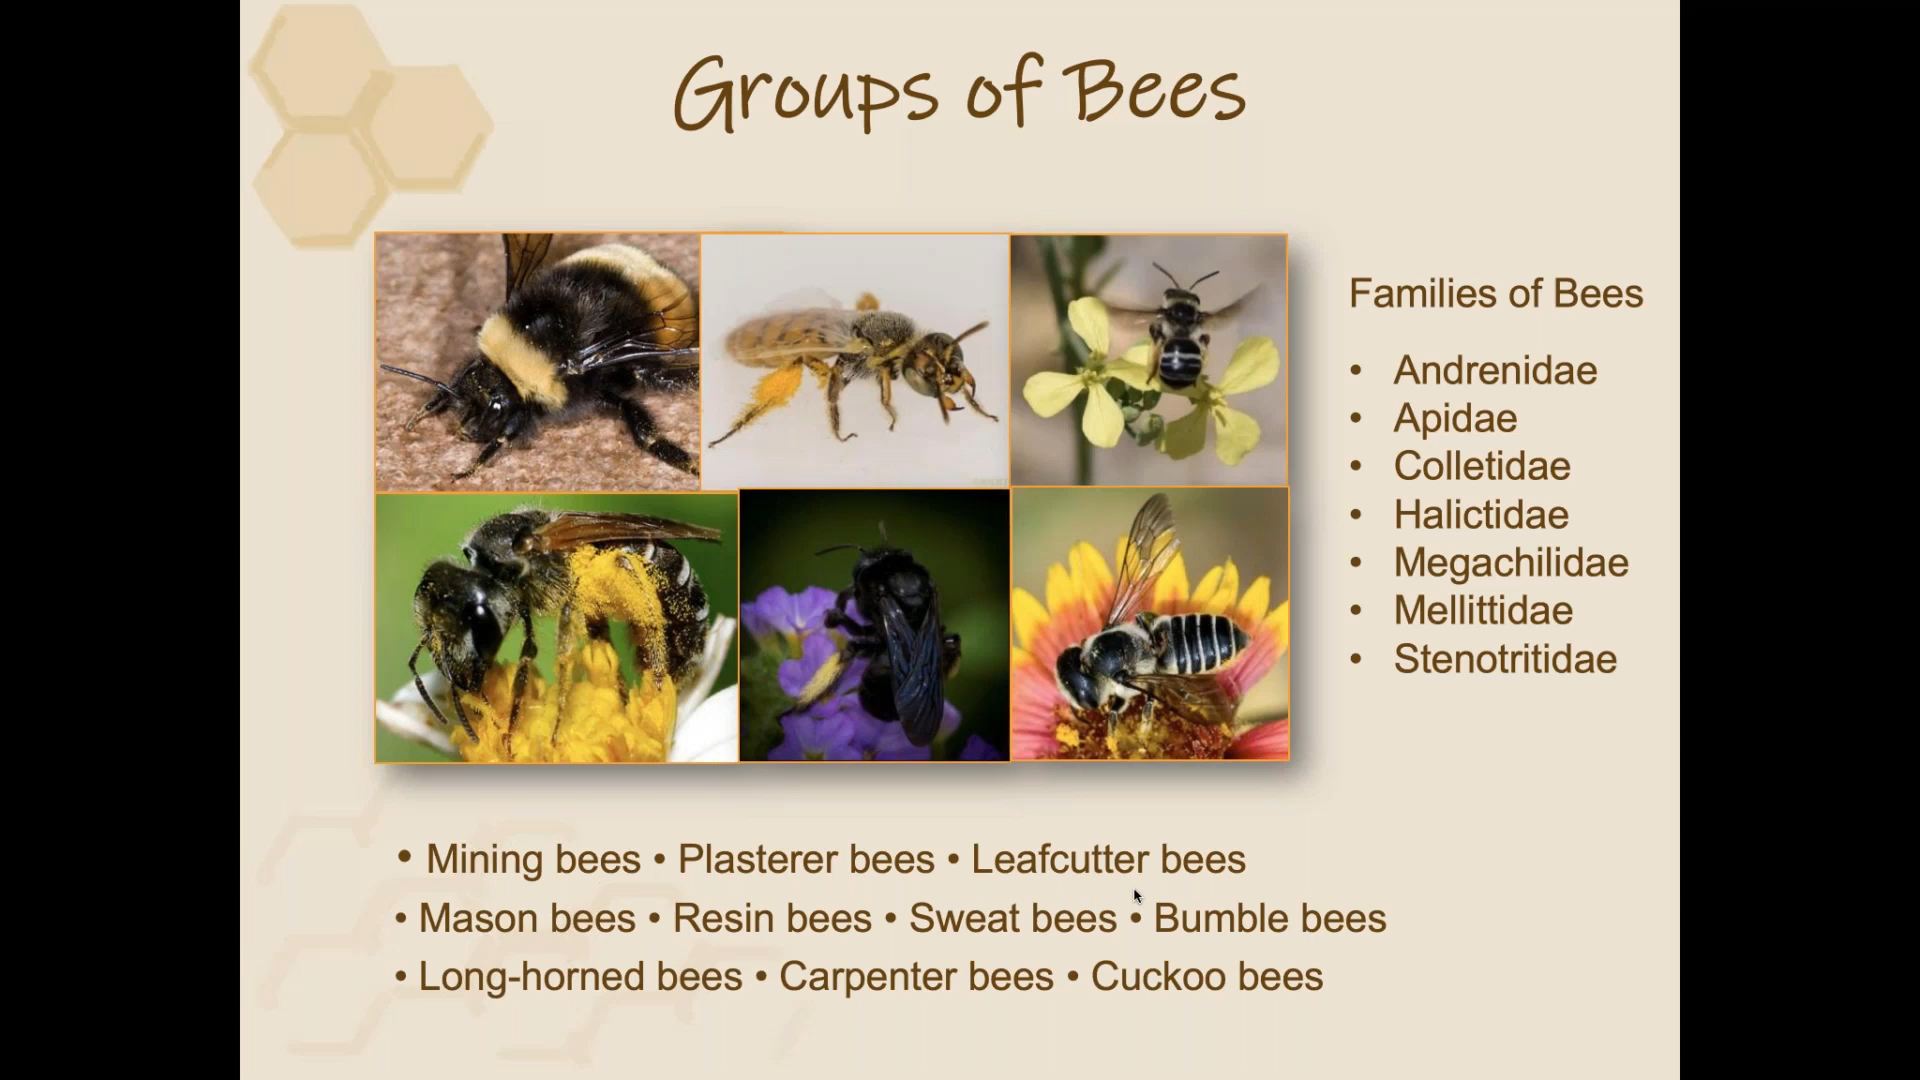 Groups of Bees
Families of Bees
• Andrenidae
• Apidae
• Colletidae
• Halictidae
• Megachilidae
• Mellittidae
• Stenotritidae
• Mining bees • Plasterer bees • Leafcutter bees
• Mason bees • Resin bees • Sweat bees • Bumble bees
• Long-horned bees • Carpenter bees • Cuckoo bees